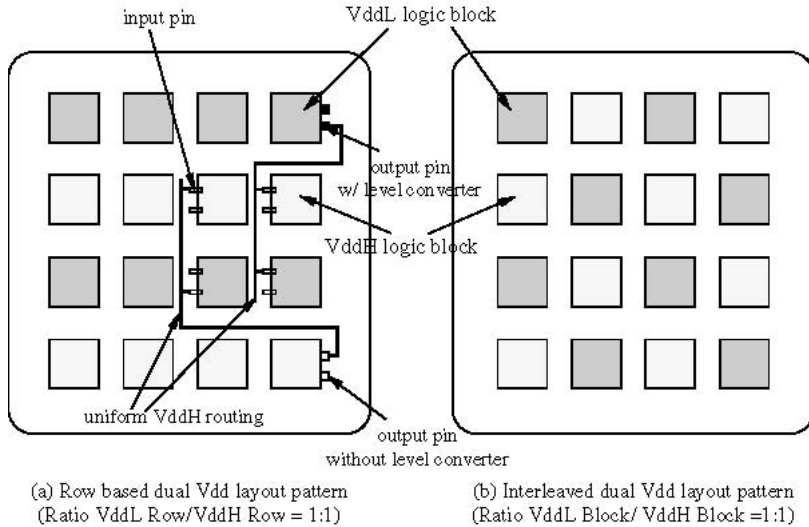 input pin
VddL logic block
output pin
w/ level converter
VddH logic block
uniform VddH routing
output pin
without level converter
(a) Row based dual Vdd layout pattern
(Ratio VddL Row/VddH Row = 1:1)
(b) Interleaved dual Vdd layout pattern
(Ratio VddL Block/ VddH Block =1:1)